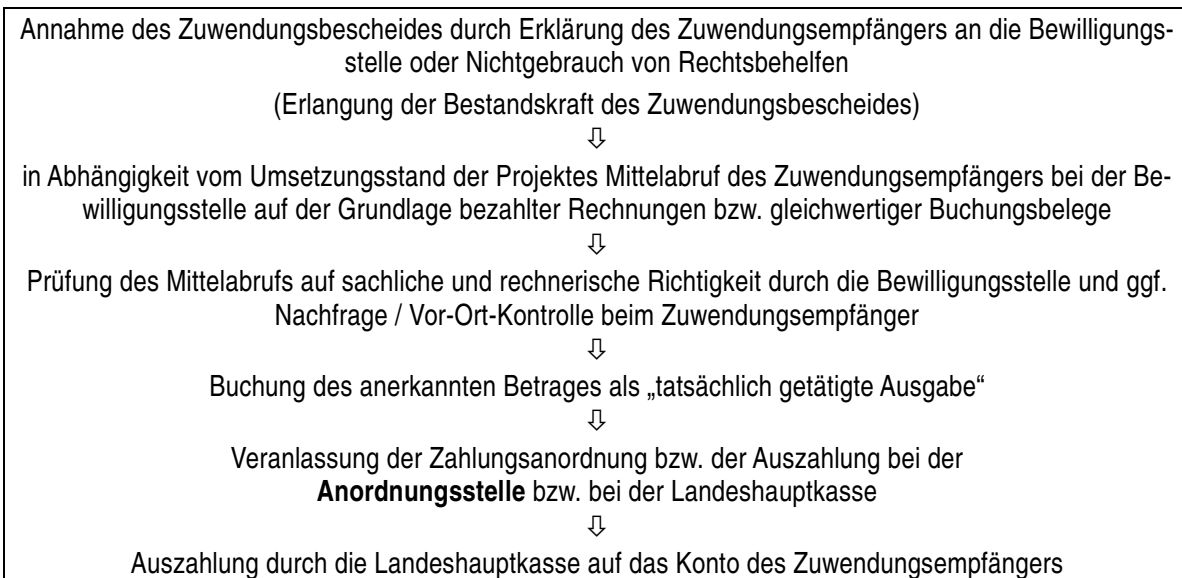 Annahme des Zuwendungsbescheides durch Erklärung des Zuwendungsempfängers an die Bewilligungs-
stelle oder Nichtgebrauch von Rechtsbehelfen
(Erlangung der Bestandskraft des Zuwendungsbescheides)
⇩
in Abhängigkeit vom Umsetzungsstand der Projektes Mittelabruf des Zuwendungsempfängers bei der Be-
willigungsstelle auf der Grundlage bezahlter Rechnungen bzw. gleichwertiger Buchungsbelege
⇩
Prüfung des Mittelabrufs auf sachliche und rechnerische Richtigkeit durch die Bewilligungsstelle und ggf.
Nachfrage / Vor-Ort-Kontrolle beim Zuwendungsempfänger
⇩
Buchung des anerkannten Betrages als „tatsächlich getätigte Ausgabe“
⇩
Veranlassung der Zahlungsanordnung bzw. der Auszahlung bei der
Anordnungsstelle bzw. bei der Landeshauptkasse
⇩
Auszahlung durch die Landeshauptkasse auf das Konto des Zuwendungsempfängers